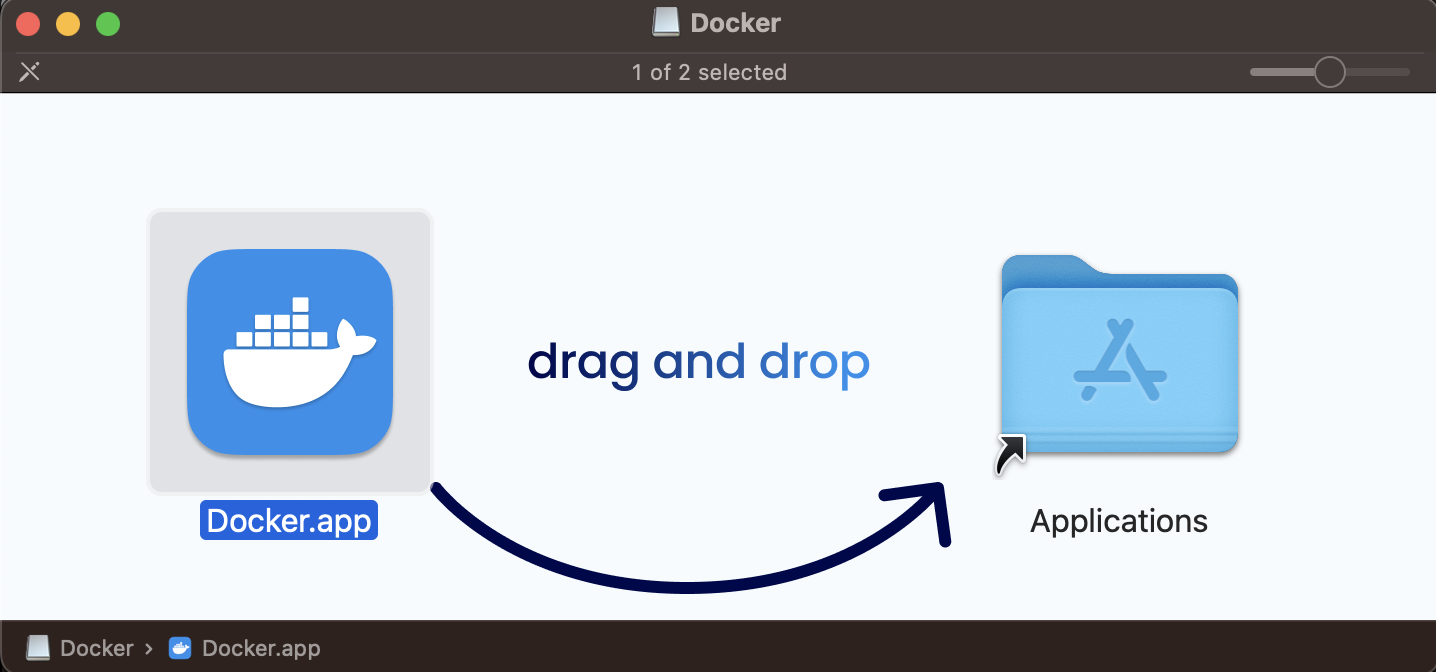 Docker
1 of 2 selected
drag and drop
Docker.app
Applications
Docker › Docker.app